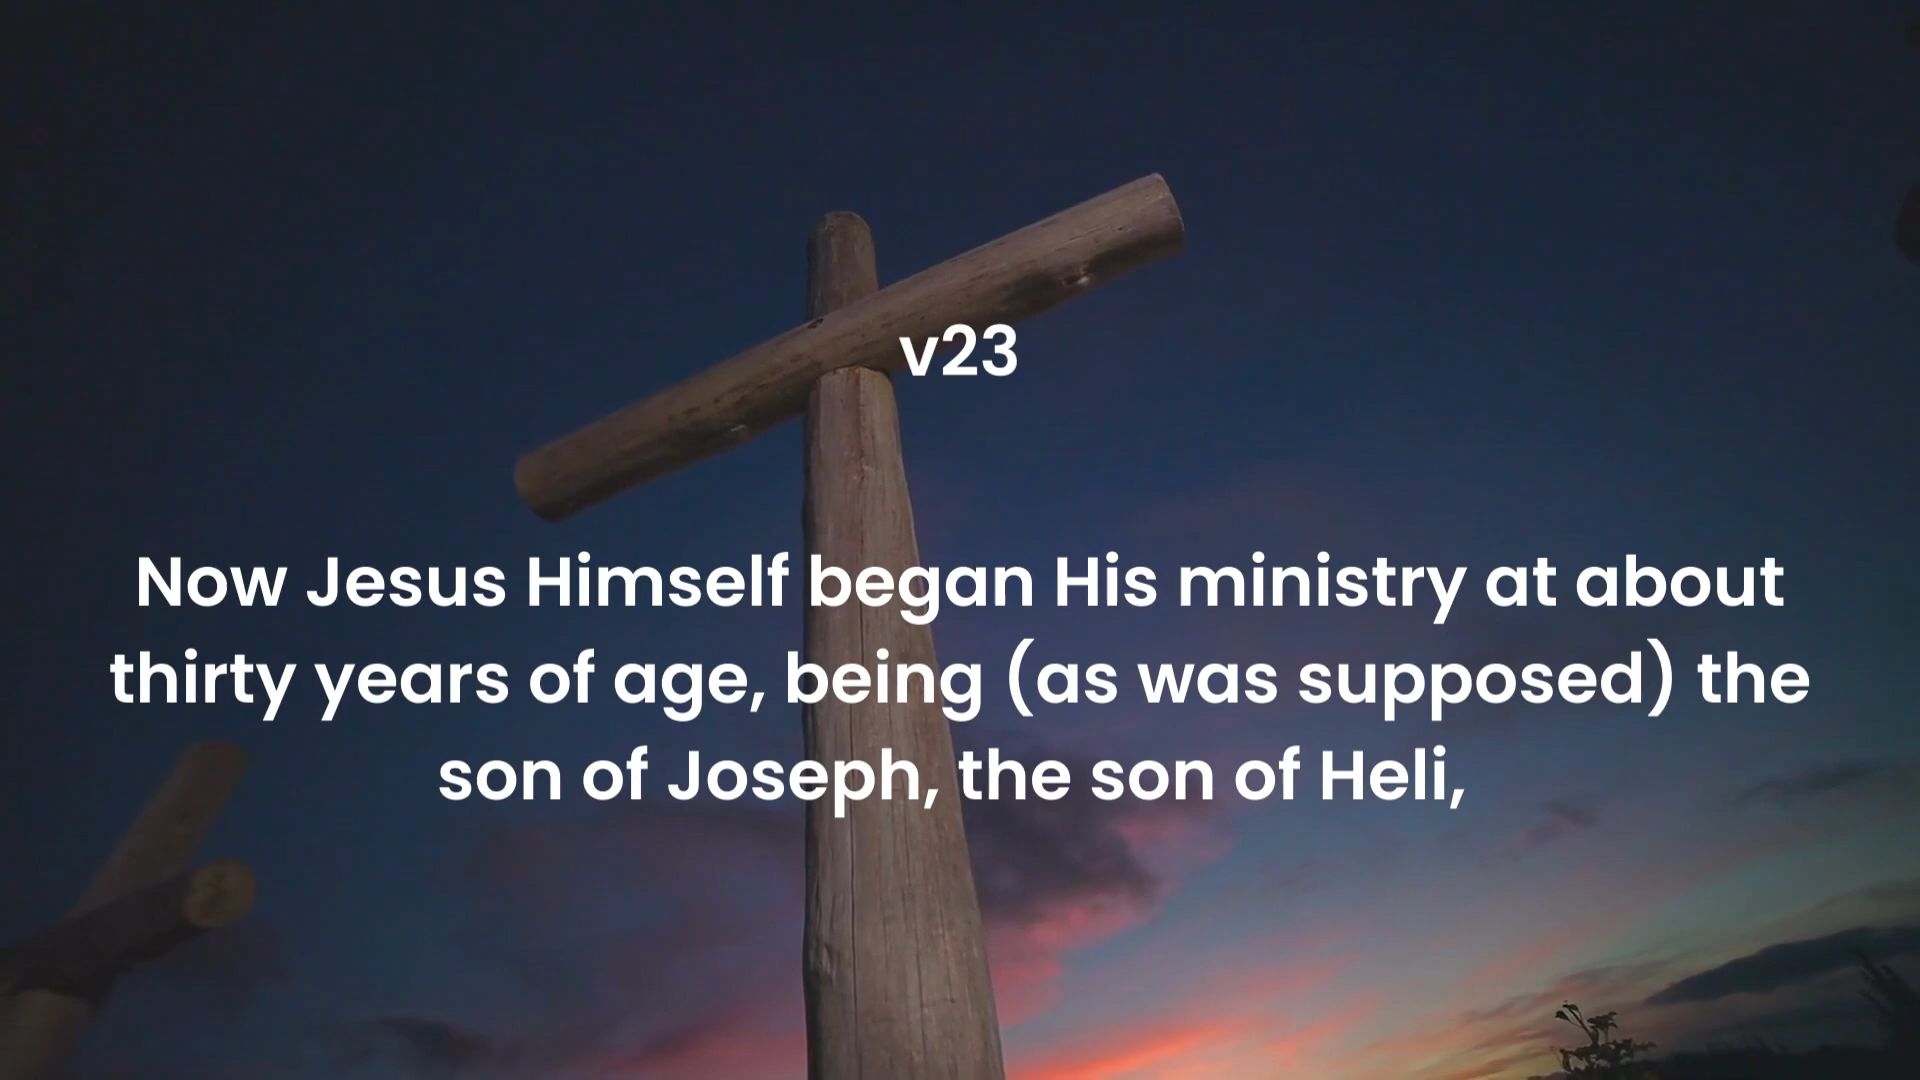 v23
Now Jesus Himself began His ministry at about
thirty years of age, being (as was supposed) the
son of Joseph, the son of Heli,